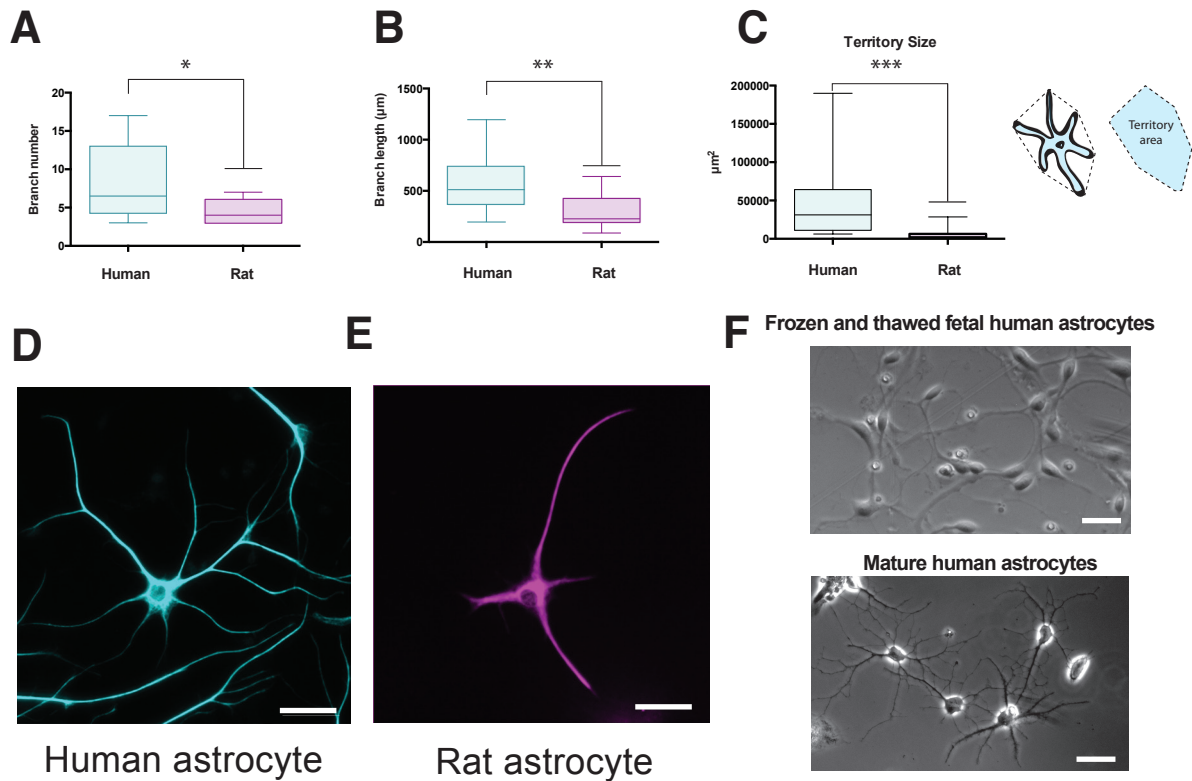 A
*
Branch number
20
15
10
5
0
Human
Rat
B
**
Branch length (μm)
1500
1000
500
0
Human
Rat
C
Territory Size
***
μm²
200000
150000
100000
50000
0
Human
Rat
Territory
area
D
Human astrocyte
E
Rat astrocyte
F
Frozen and thawed fetal human astrocytes
Mature human astrocytes